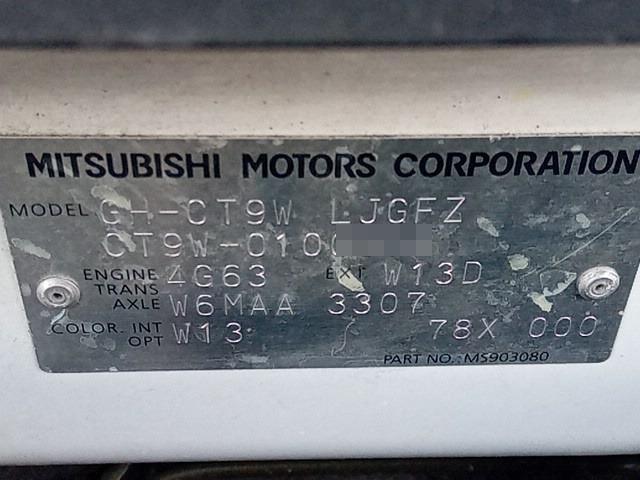 MITSUBISHI MOTORS CORPORATION
MODEL GH-CT9W LJGFZ
CT9W-010
ENGINE 4G63 EXT W13D
TRANS AXLE W6MAA 3307
COLOR. INT OPT W13 78X 000
PART NO.: MS903080